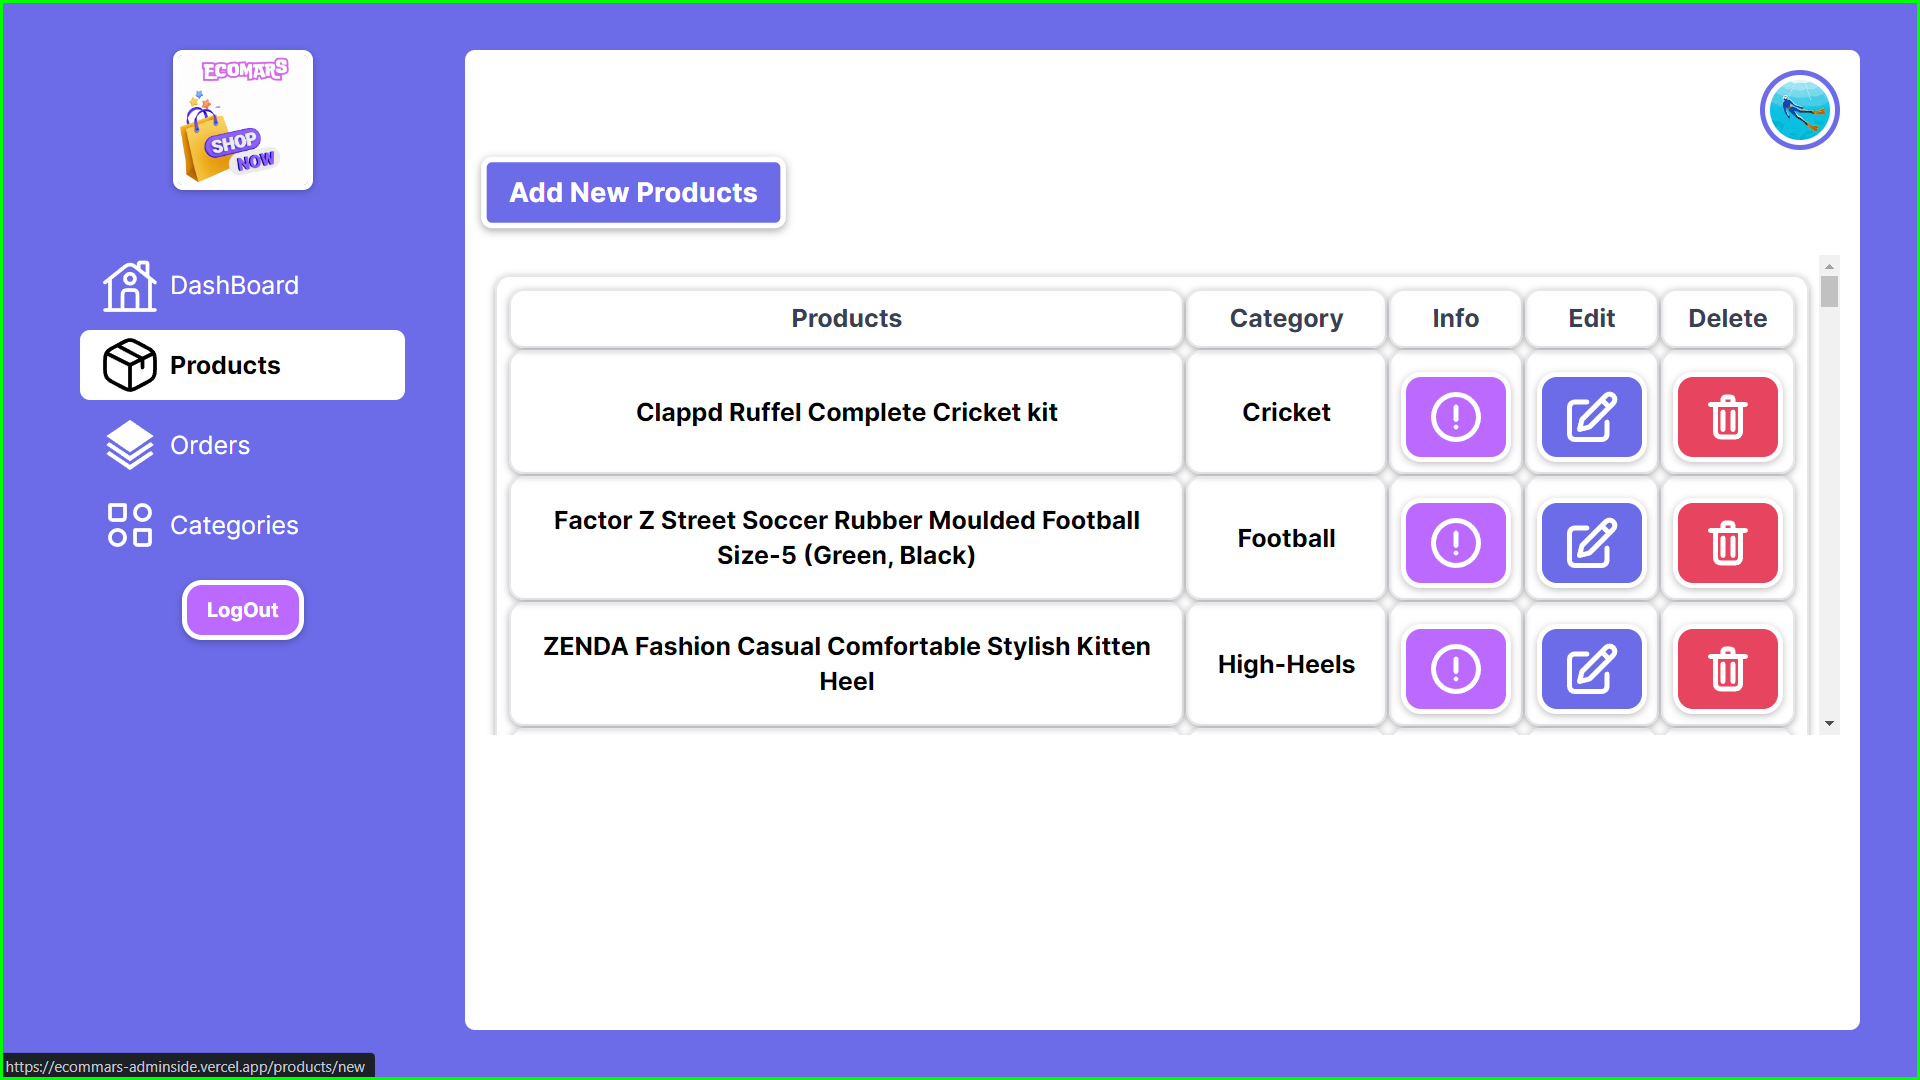 ECOMARS
SHOP
NOW
DashBoard
Products
Orders
Categories
LogOut
Add New Products
Products Category Info Edit Delete
Clappd Ruffel Complete Cricket kit Cricket
Factor Z Street Soccer Rubber Moulded Football
Size-5 (Green, Black)
Football
ZENDA Fashion Casual Comfortable Stylish Kitten
Heel
High-Heels
https://ecommars-adminside.vercel.app/products/new